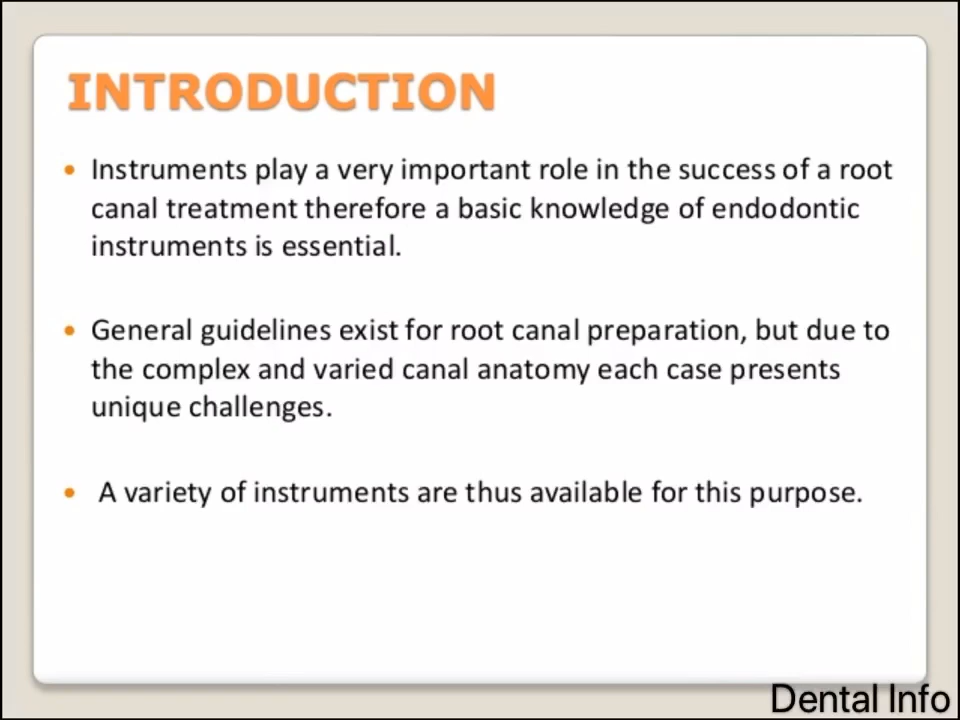 INTRODUCTION
• Instruments play a very important role in the success of a root
canal treatment therefore a basic knowledge of endodontic
instruments is essential.
• General guidelines exist for root canal preparation, but due to
the complex and varied canal anatomy each case presents
unique challenges.
• A variety of instruments are thus available for this purpose.
Dental Info